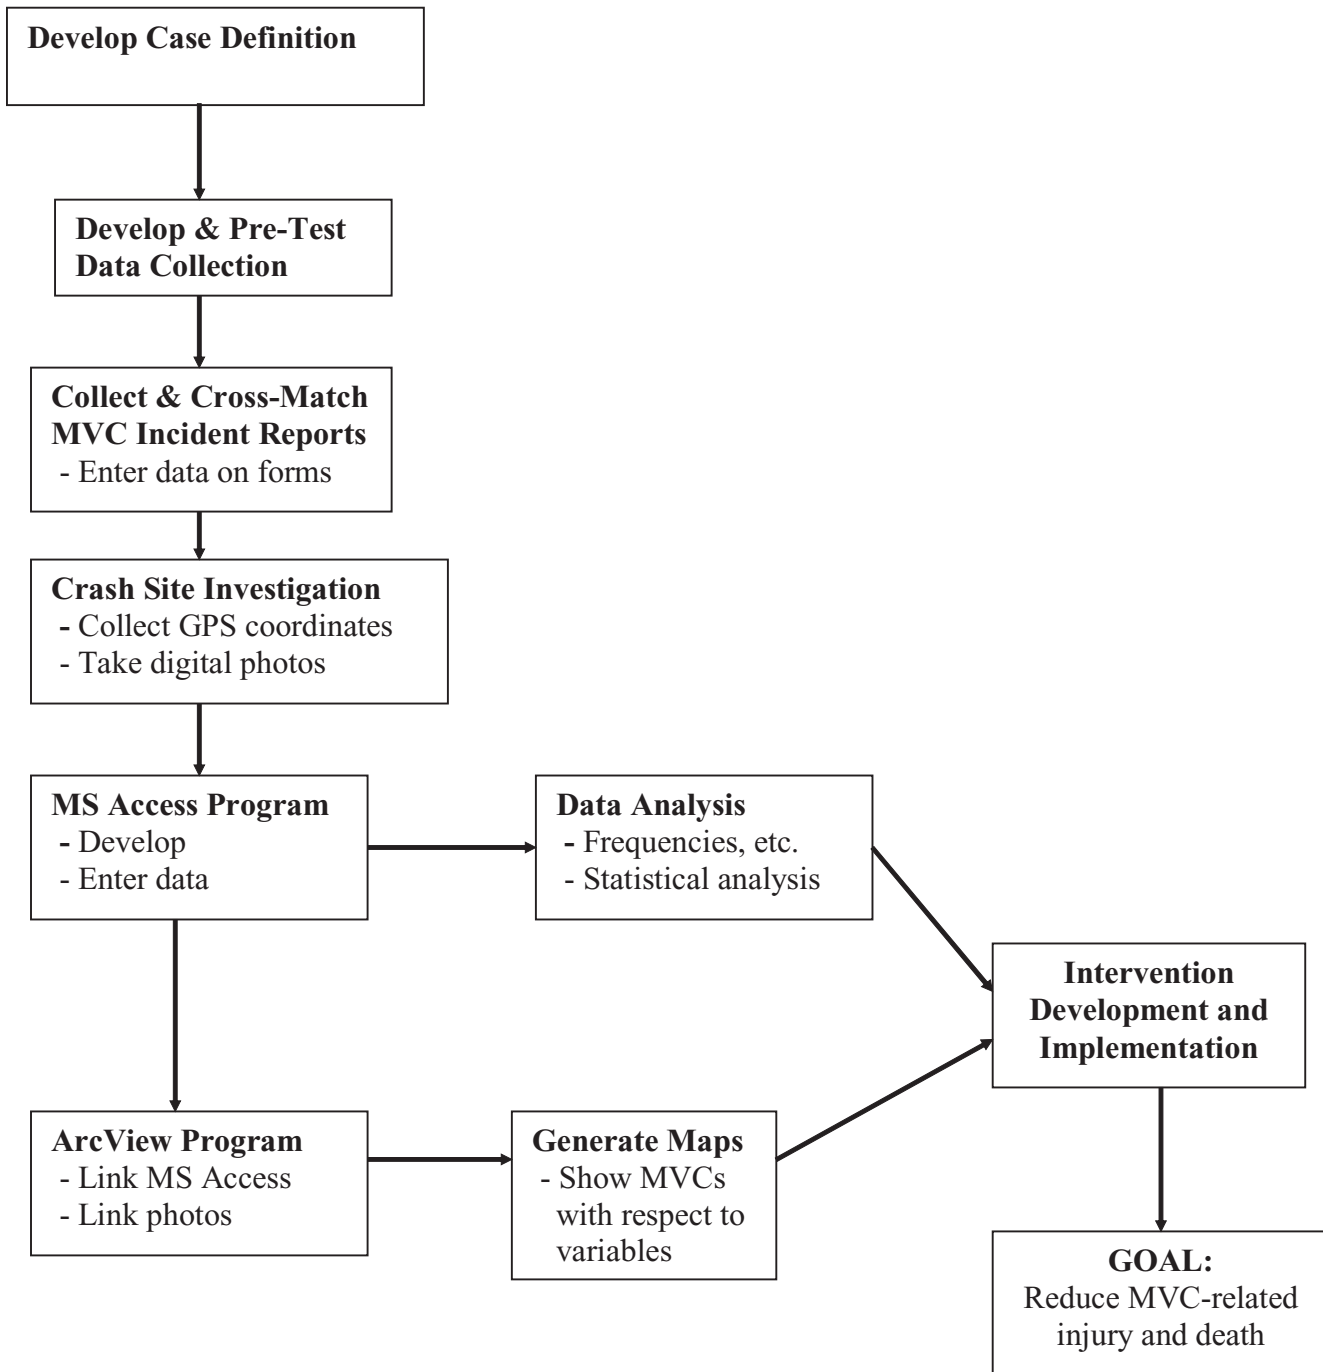 Develop Case Definition
Develop & Pre-Test
Data Collection
Collect & Cross-Match
MVC Incident Reports
- Enter data on forms
Crash Site Investigation
- Collect GPS coordinates
- Take digital photos
MS Access Program
- Develop
- Enter data
Data Analysis
- Frequencies, etc.
- Statistical analysis
ArcView Program
- Link MS Access
- Link photos
Generate Maps
- Show MVCs
with respect to
variables
Intervention
Development and
Implementation
GOAL:
Reduce MVC-related
injury and death